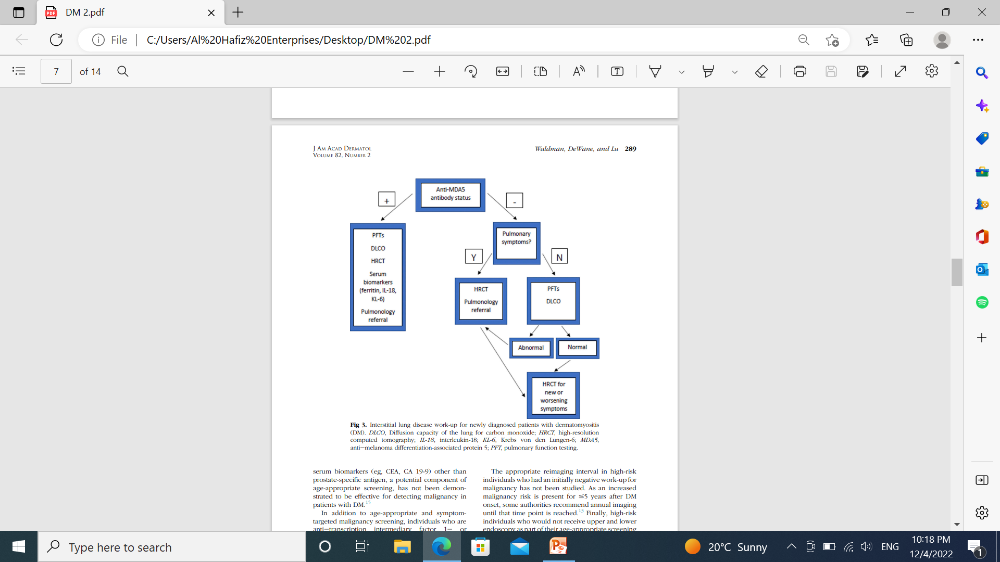 DM 2.pdf
File
C:/Users/Al%20Hafiz%20Enterprises/Desktop/DM%202.pdf
7 of 14
J AM ACAD DERMATOL
VOLUME 82, NUMBER 2
Waldman, DeWane, and Lu 289
Anti-MDA5
antibody status
+
-
PFTs
DLCO
HRCT
Serum
biomarkers
(ferritin, IL-18,
KL-6)
Pulmonology
referral
Pulmonary
symptoms?
Y
N
HRCT
Pulmonology
referral
PFTs
DLCO
Abnormal
Normal
HRCT for
new or
worsening
symptoms
Fig 3. Interstitial lung disease work-up for newly diagnosed patients with dermatomyositis
(DM). DLCO, Diffusion capacity of the lung for carbon monoxide; HRCT, high-resolution
computed tomography; IL-18, interleukin-18; KL-6, Krebs von den Lungen-6; MDA5,
anti–melanoma differentiation-associated protein 5; PFT, pulmonary function testing.
serum biomarkers (eg, CEA, CA 19-9) other than
prostate-specific antigen, a potential component of
age-appropriate screening, has not been demon-
strated to be effective for detecting malignancy in
patients with DM.15
In addition to age-appropriate and symptom-
targeted malignancy screening, individuals who are
anti–transcription intermediary factor 1– or
The appropriate reimaging interval in high-risk
individuals who had an initially negative work-up for
malignancy has not been studied. As an increased
malignancy risk is present for ≤5 years after DM
onset, some authorities recommend annual imaging
until that time point is reached.13 Finally, high-risk
individuals who would not receive upper and lower
endoscopy as part of their age-appropriate screening
Type here to search
20°C Sunny
ENG
10:18 PM
12/4/2022
1